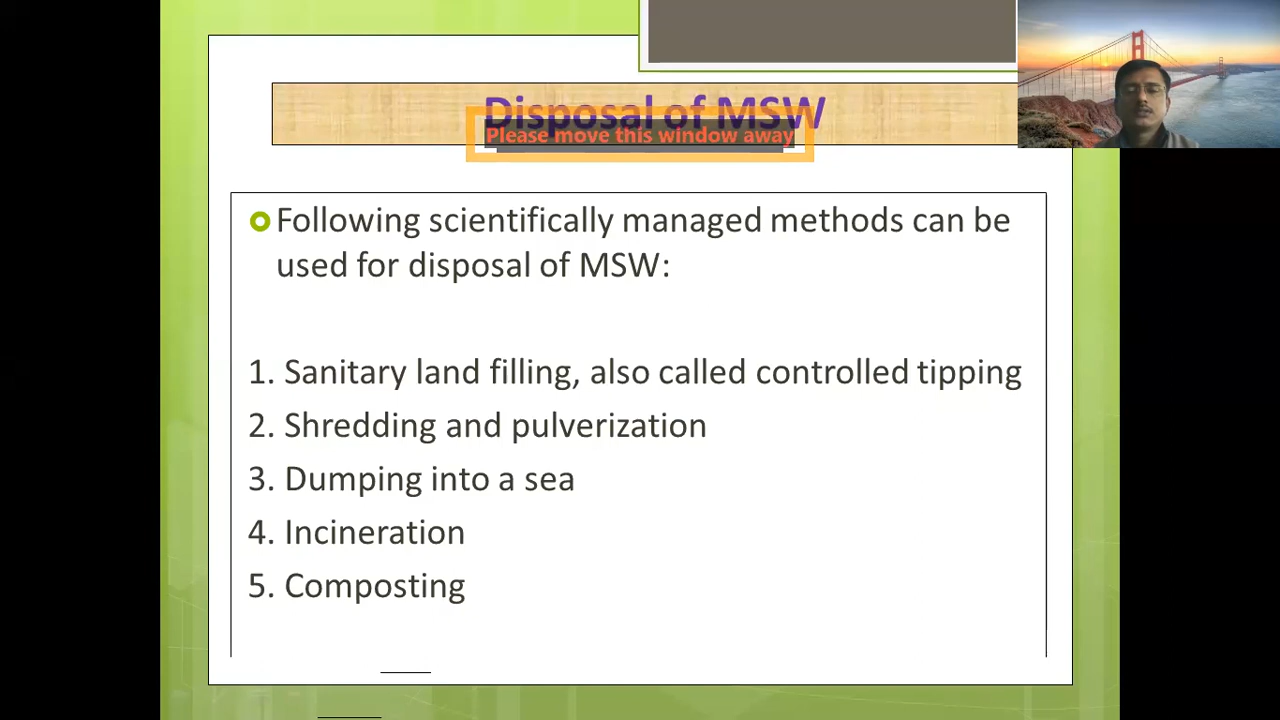 Disposal of MSW
Please move this window away
Following scientifically managed methods can be
used for disposal of MSW:
1. Sanitary land filling, also called controlled tipping
2. Shredding and pulverization
3. Dumping into a sea
4. Incineration
5. Composting